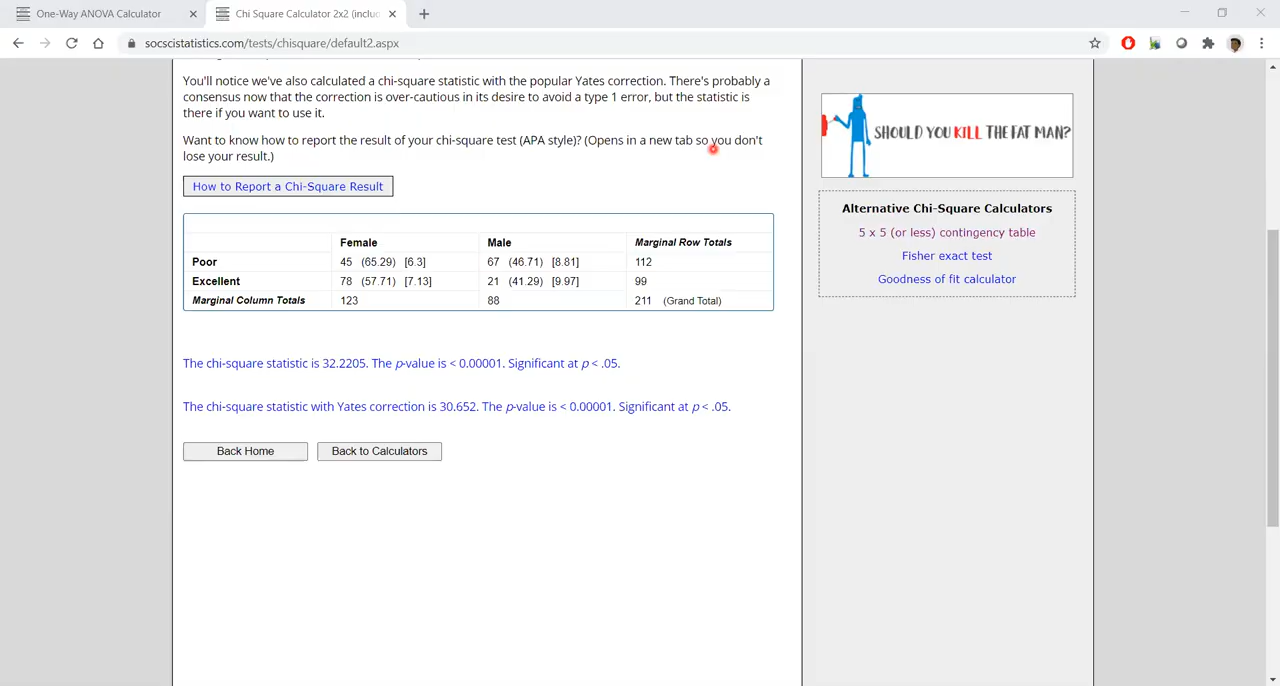 One-Way ANOVA Calculator
Chi Square Calculator 2x2 (inclu
socscistatistics.com/tests/chisquare/default2.aspx
You'll notice we've also calculated a chi-square statistic with the popular Yates correction. There's probably a
consensus now that the correction is over-cautious in its desire to avoid a type 1 error, but the statistic is
there if you want to use it.
Want to know how to report the result of your chi-square test (APA style)? (Opens in a new tab so you don't
lose your result.)
How to Report a Chi-Square Result
Female Male Marginal Row Totals
Poor 45 (65.29) [6.3] 67 (46.71) [8.81] 112
Excellent 78 (57.71) [7.13] 21 (41.29) [9.97] 99
Marginal Column Totals 123 88 211 (Grand Total)
The chi-square statistic is 32.2205. The p-value is < 0.00001. Significant at p < .05.
The chi-square statistic with Yates correction is 30.652. The p-value is < 0.00001. Significant at p < .05.
Back Home Back to Calculators
SHOULD YOU KILL THE FAT MAN?
Alternative Chi-Square Calculators
5 x 5 (or less) contingency table
Fisher exact test
Goodness of fit calculator